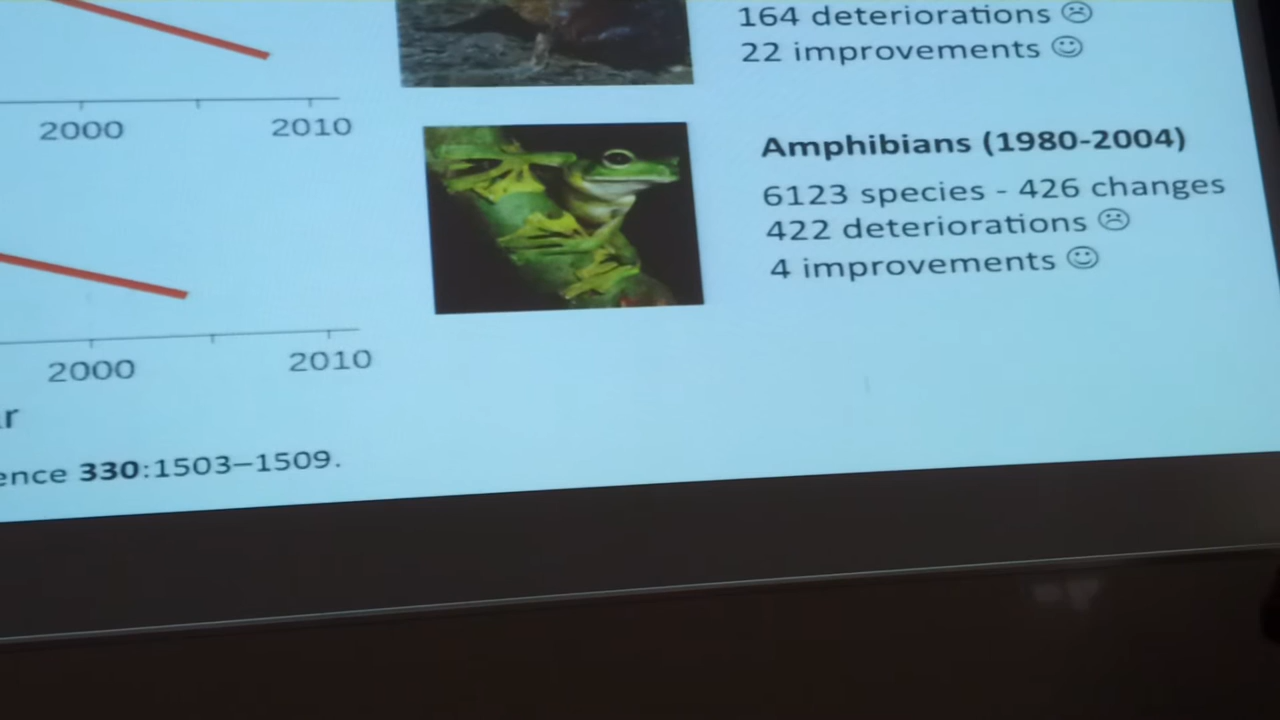 164 deteriorations ☹
22 improvements ☺
2000 2010
Amphibians (1980-2004)
6123 species - 426 changes
422 deteriorations ☹
4 improvements ☺
2000 2010
330:1503–1509.